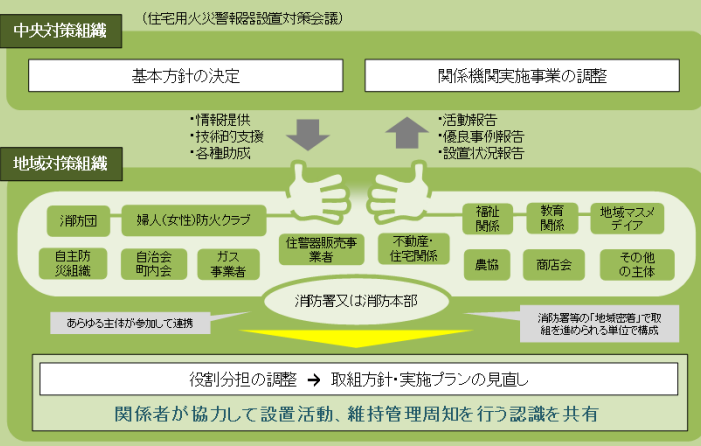 中央対策組織
(住宅用火災警報器設置対策会議)
基本方針の決定
関係機関実施事業の調整
・情報提供
・技術的支援
・各種助成
・活動報告
・優良事例報告
・設置状況報告
地域対策組織
消防団
婦人(女性)防火クラブ
自主防
災組織
自治会
町内会
ガス
事業者
住警器販売事
業者
不動産・
住宅関係
福祉
関係
教育
関係
地域マスメ
ディア
農協
商店会
その他
の主体
消防署又は消防本部
あらゆる主体が参加して連携
消防署等の「地域密着」で取
組を進められる単位で構成
役割分担の調整 → 取組方針・実施プランの見直し
関係者が協力して設置活動、維持管理周知を行う認識を共有